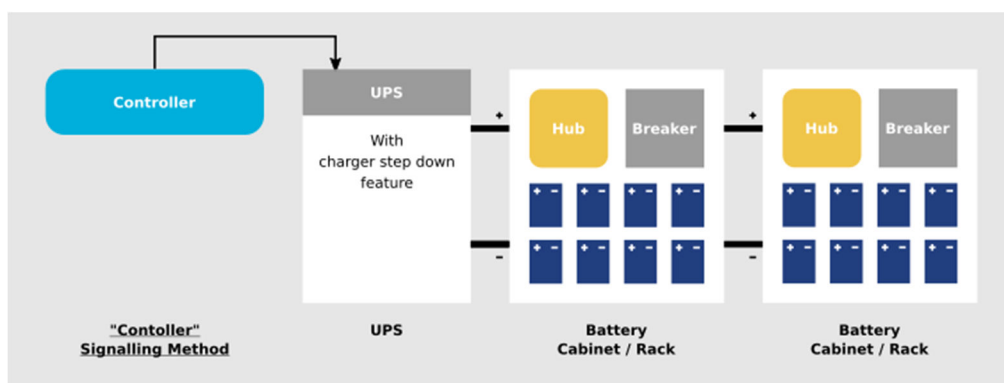 Controller
UPS
With
charger step down
feature
+
−
Hub
Breaker
+ −
+ −
+ −
+ −
+ −
+ −
+ −
+ −
+
−
Hub
Breaker
+ −
+ −
+ −
+ −
+ −
+ −
+ −
+ −
"Contoller"
Signalling Method
UPS
Battery
Cabinet / Rack
Battery
Cabinet / Rack